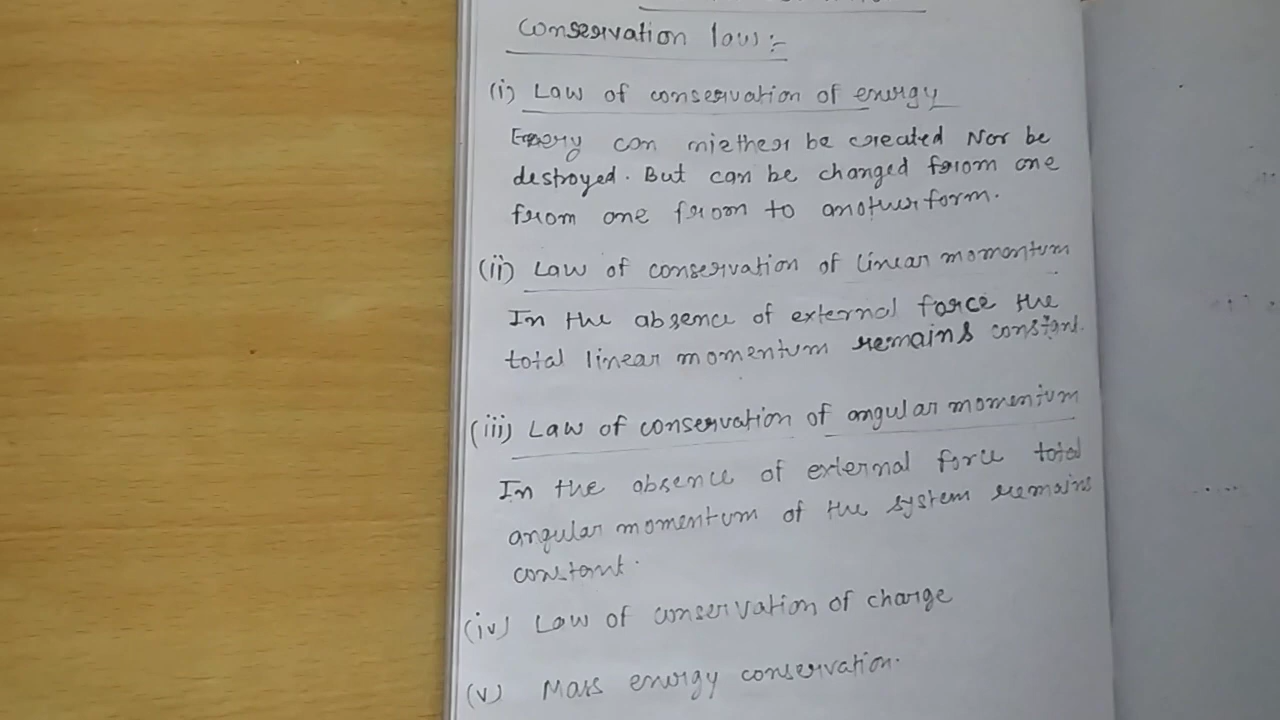 Conservation law :-
(i) Law of conservation of energy
can niether be created Nor be
destroyed. But can be changed from one
from one from to another form.
(ii) Law of conservation of linear momentum
In the absence of external force the
total linear momentum remains constant.
(iii) Law of conservation of angular momentum
In the absence of external force total
angular momentum of the system remains
constant.
(iv) Law of conservation of charge
(v) Mass energy conservation.